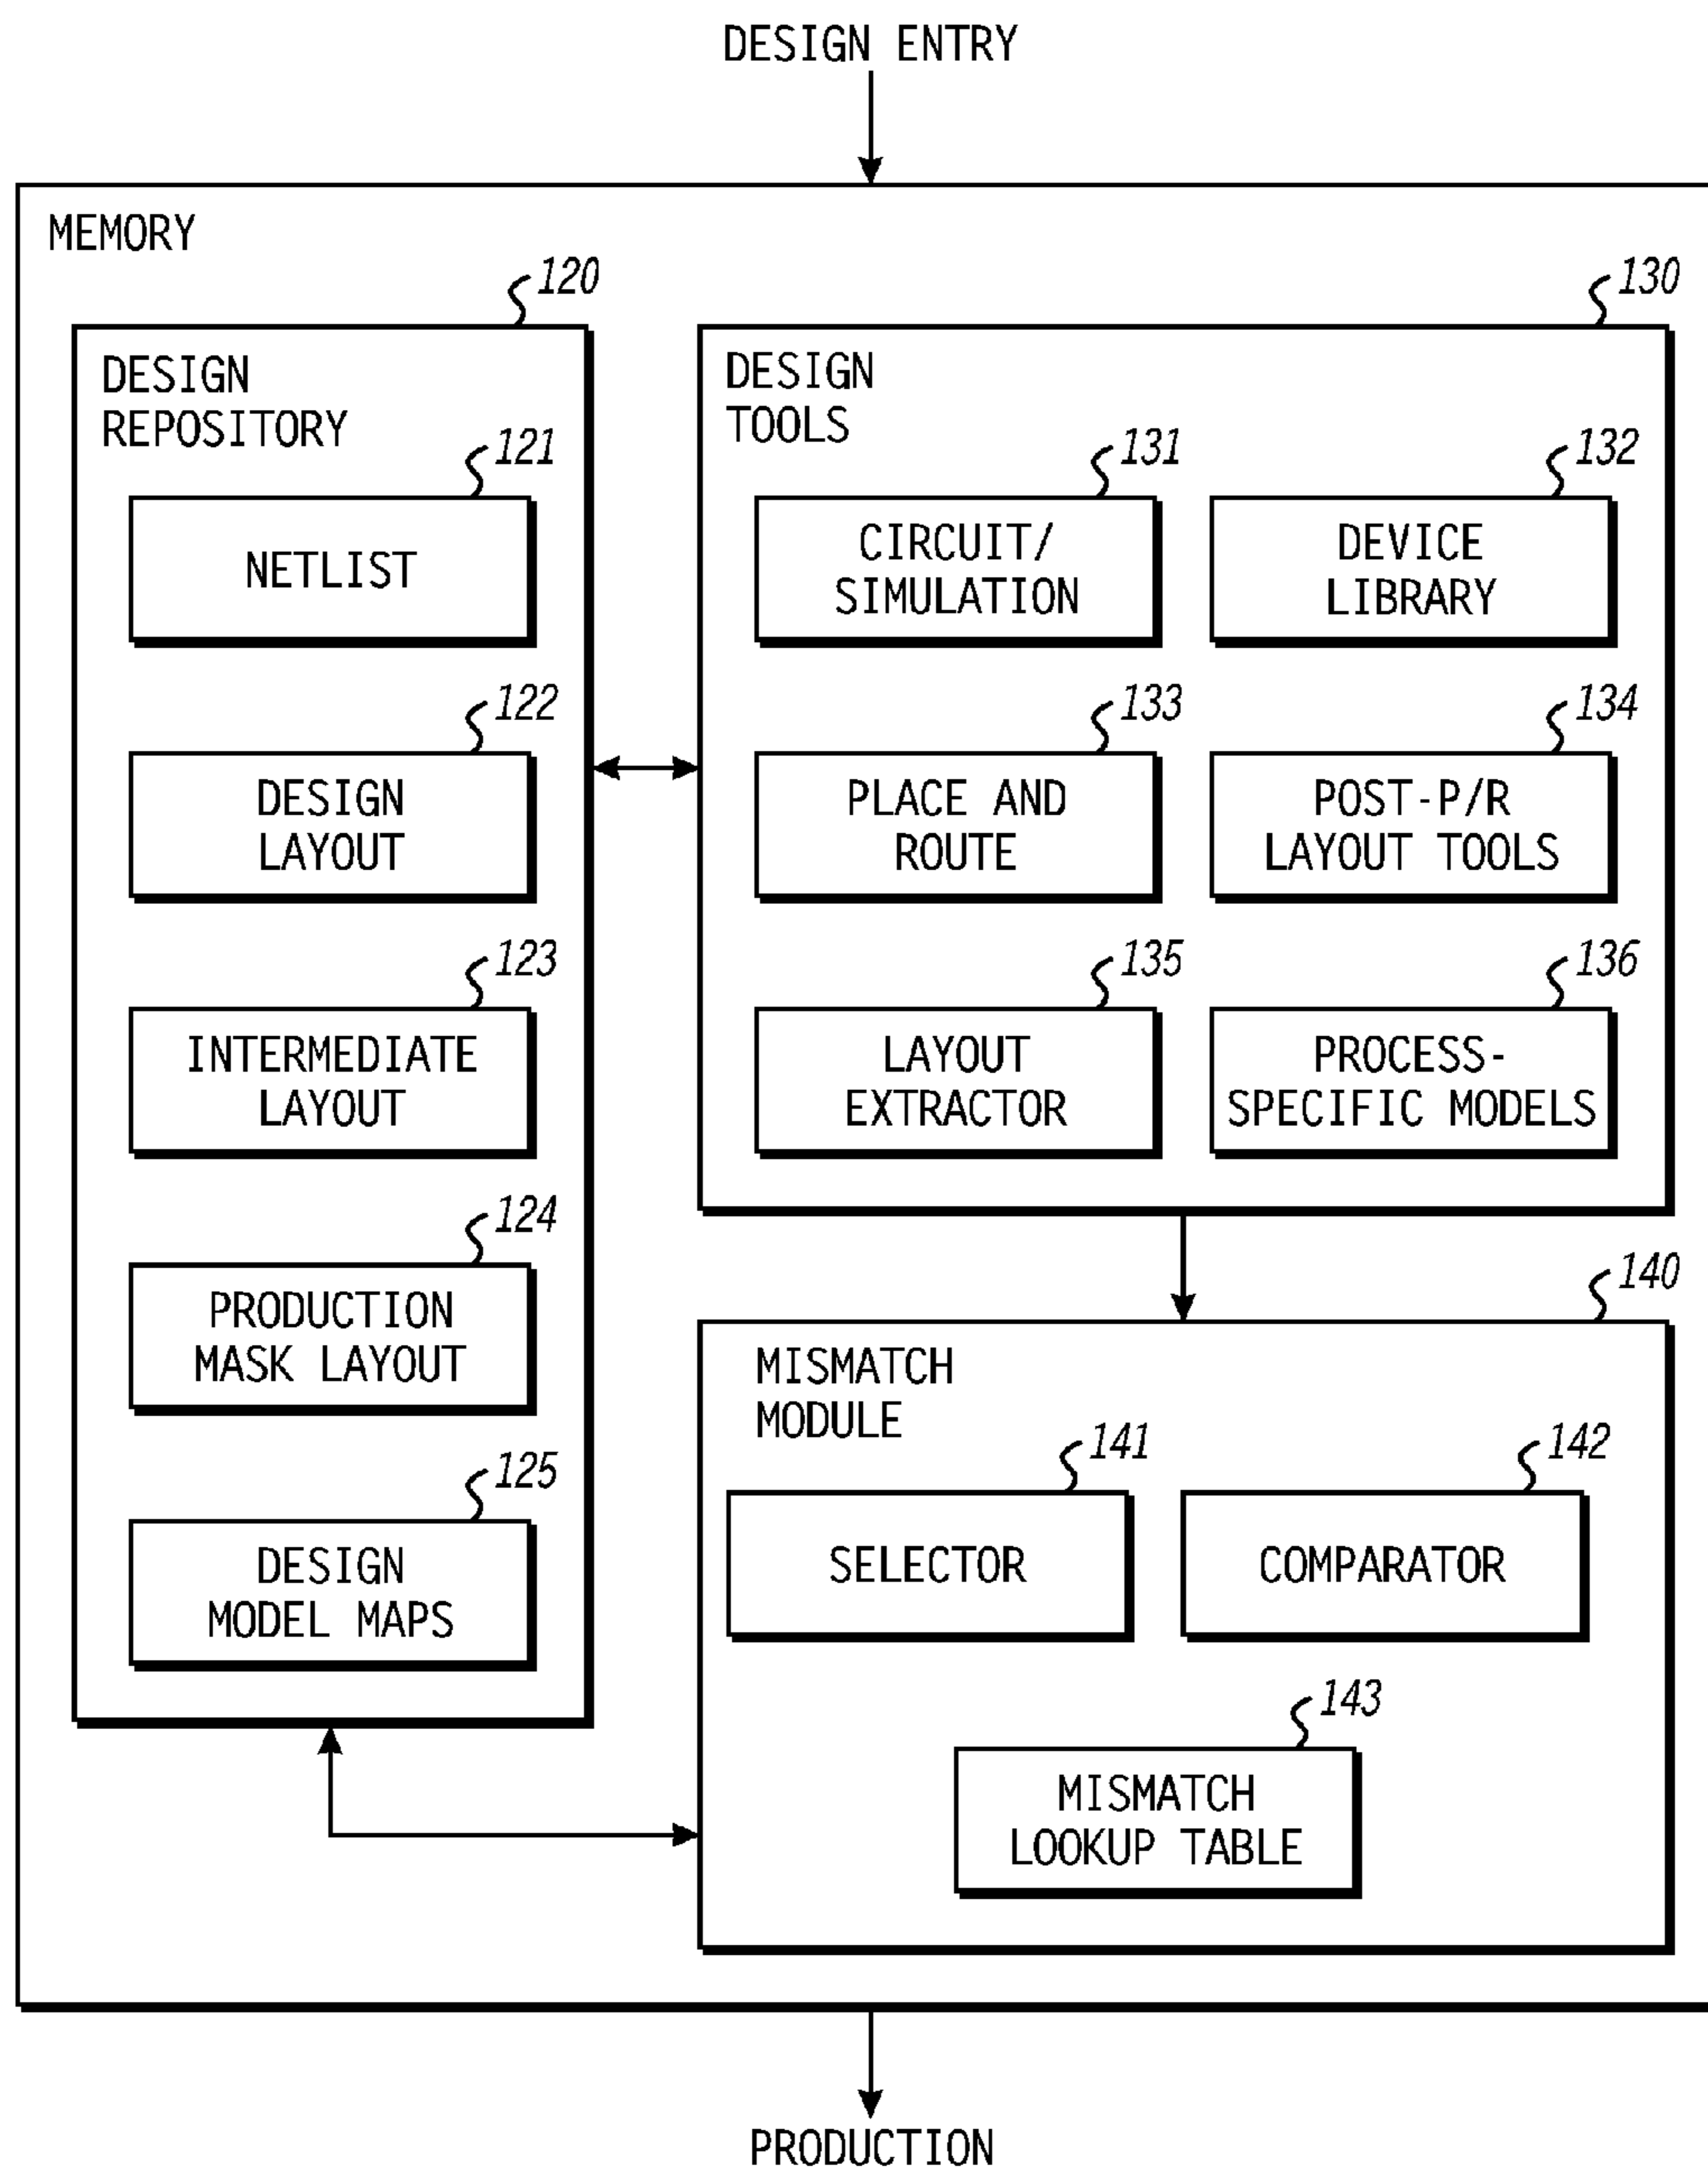 DESIGN ENTRY
MEMORY
120
DESIGN
REPOSITORY
121
NETLIST
122
DESIGN
LAYOUT
123
INTERMEDIATE
LAYOUT
124
PRODUCTION
MASK LAYOUT
125
DESIGN
MODEL MAPS
130
DESIGN
TOOLS
131
CIRCUIT/
SIMULATION
132
DEVICE
LIBRARY
133
PLACE AND
ROUTE
134
POST-P/R
LAYOUT TOOLS
135
LAYOUT
EXTRACTOR
136
PROCESS-
SPECIFIC MODELS
140
MISMATCH
MODULE
141
SELECTOR
142
COMPARATOR
143
MISMATCH
LOOKUP TABLE
PRODUCTION